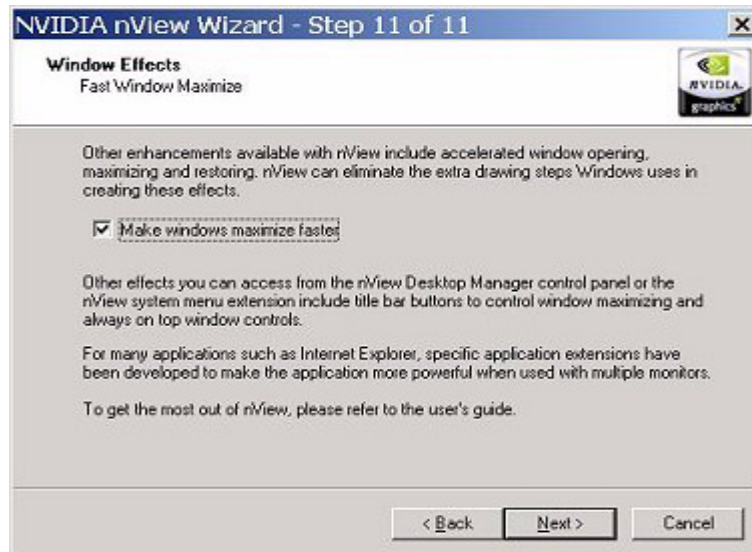 NVIDIA nView Wizard - Step 11 of 11
Window Effects
Fast Window Maximize
NVIDIA.
graphics
Other enhancements available with nView include accelerated window opening,
maximizing and restoring. nView can eliminate the extra drawing steps Windows uses in
creating these effects.
Make windows maximize faster
Other effects you can access from the nView Desktop Manager control panel or the
nView system menu extension include title bar buttons to control window maximizing and
always on top window controls.
For many applications such as Internet Explorer, specific application extensions have
been developed to make the application more powerful when used with multiple monitors.
To get the most out of nView, please refer to the user's guide.
< Back
Next >
Cancel